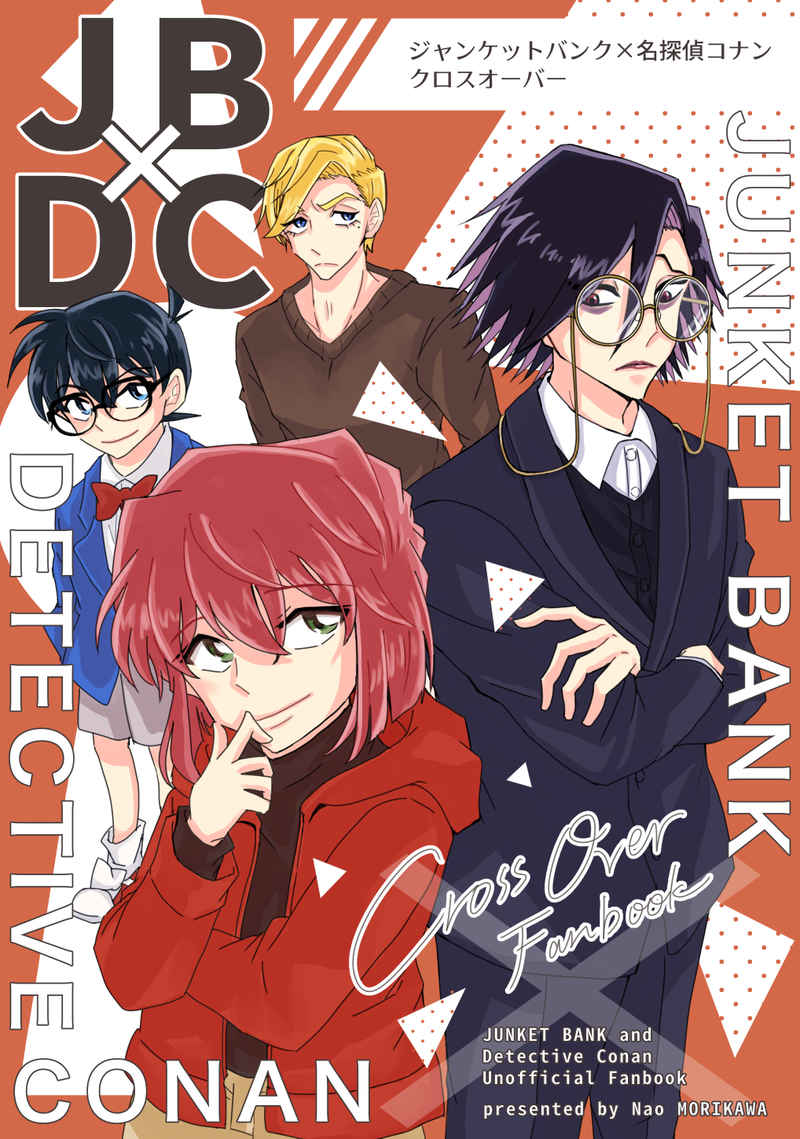 JB
×
DC
ジャンケットバンク×名探偵コナン
クロスオーバー
JUNKET BANK
DETECTIVE
CONAN
Cross Over
Fanbook
JUNKET BANK and
Detective Conan
Unofficial Fanbook
presented by Nao MORIKAWA